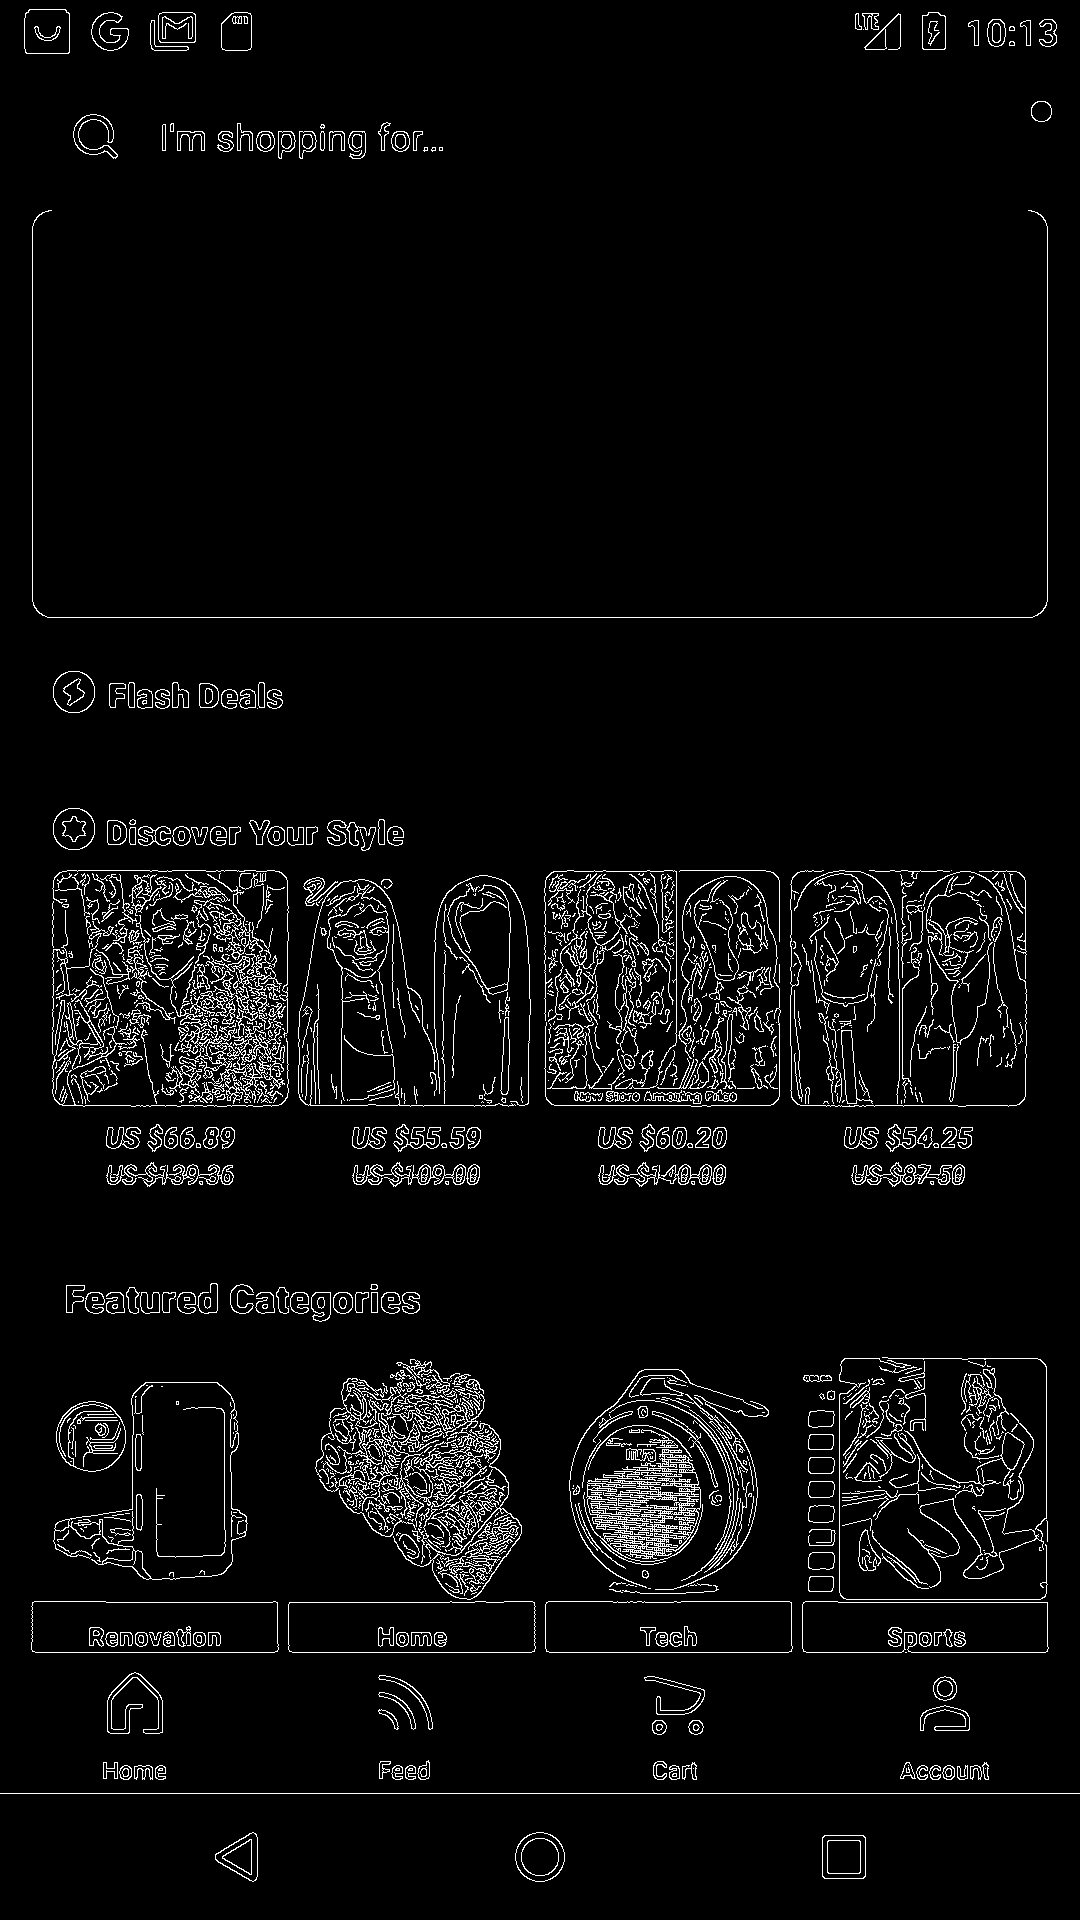 LTE 10:13
I'm shopping for...
Flash Deals
Discover Your Style
New Store Amazing Price
US $66.89 US $55.59 US $60.20 US $54.25
US $139.36 US $109.00 US $140.00 US $87.50
Featured Categories
Renovation Home Tech Sports
Home Feed Cart Account